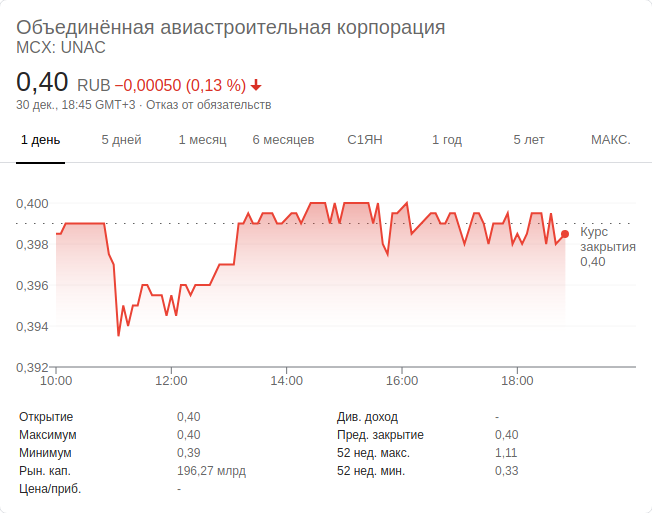 Объединённая авиастроительная корпорация
MCX: UNAC
0,40 RUB −0,00050 (0,13 %)
30 дек., 18:45 GMT+3 · Отказ от обязательств
1 день 5 дней 1 месяц 6 месяцев С1ЯН 1 год 5 лет МАКС.
0,400
0,398
0,396
0,394
0,392
Курс
закрытия
0,40
10:00 12:00 14:00 16:00 18:00
Открытие 0,40 Див. доход -
Максимум 0,40 Пред. закрытие 0,40
Минимум 0,39 52 нед. макс. 1,11
Рын. кап. 196,27 млрд 52 нед. мин. 0,33
Цена/приб. -